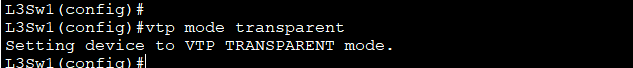 L3Sw1(config)#
L3Sw1(config)#vtp mode transparent
Setting device to VTP TRANSPARENT mode.
L3Sw1(config)#